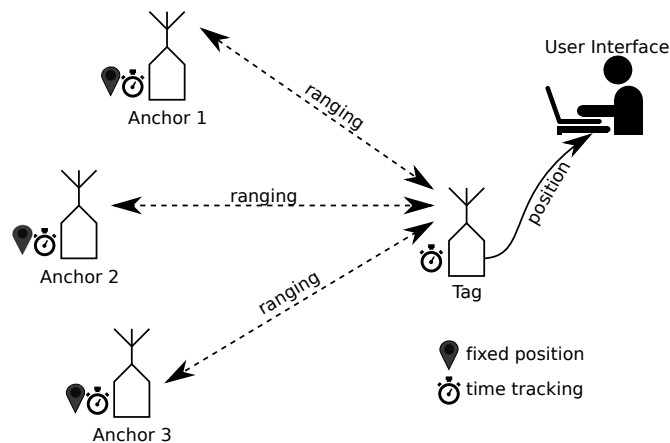 User Interface
ranging
Anchor 1
ranging
position
Anchor 2
Tag
ranging
fixed position
time tracking
Anchor 3